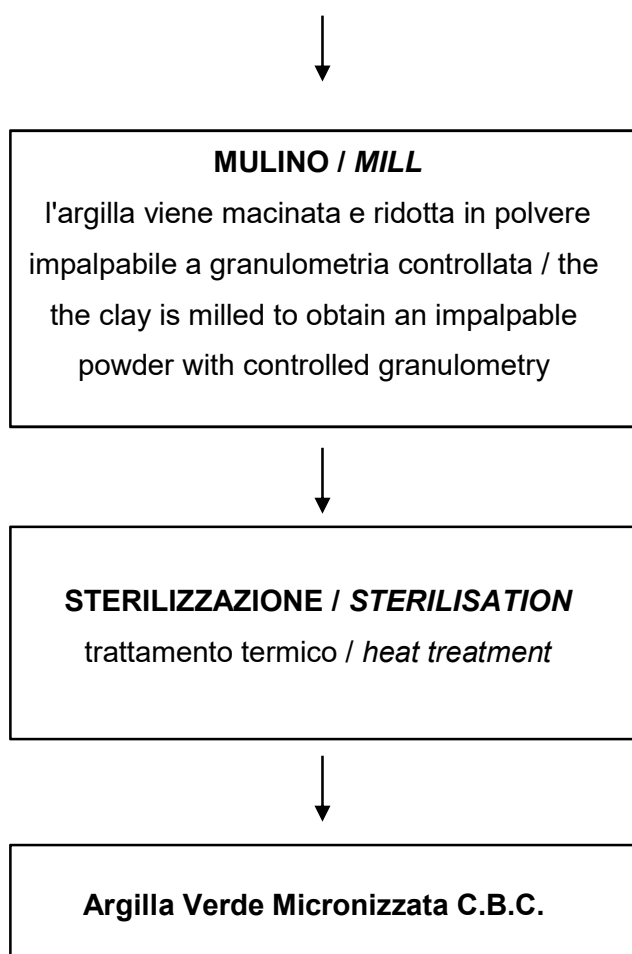 MULINO / MILL
l'argilla viene macinata e ridotta in polvere
impalpabile a granulometria controllata / the
the clay is milled to obtain an impalpable
powder with controlled granulometry
STERILIZZAZIONE / STERILISATION
trattamento termico / heat treatment
Argilla Verde Micronizzata C.B.C.